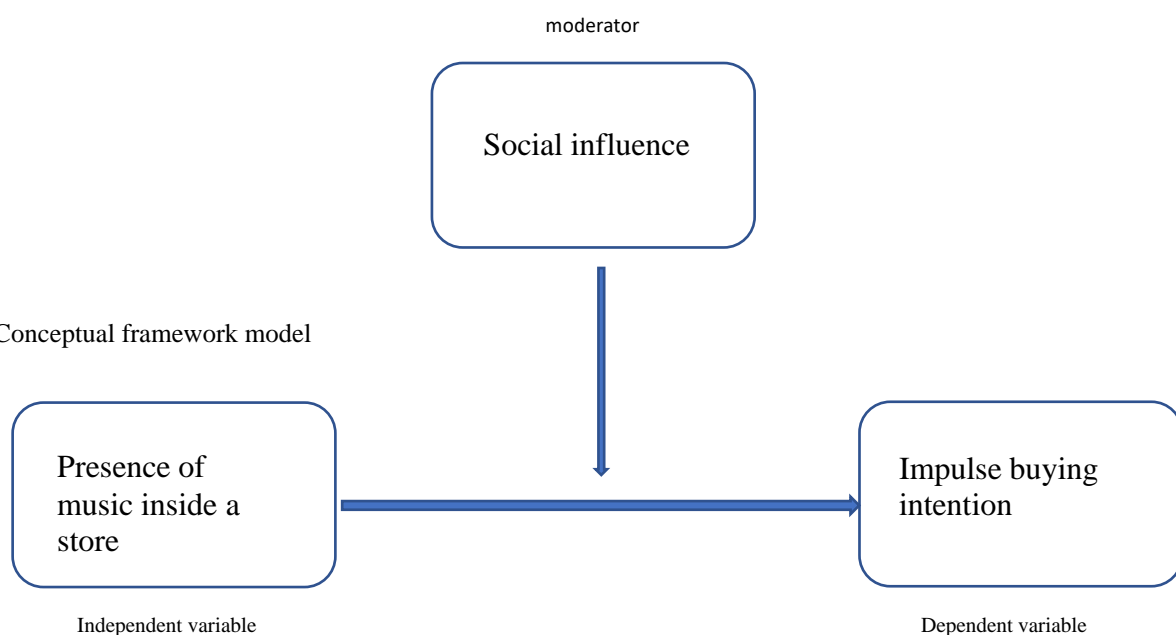 moderator
Social influence
Conceptual framework model
Presence of
music inside a
store
Impulse buying
intention
Independent variable
Dependent variable